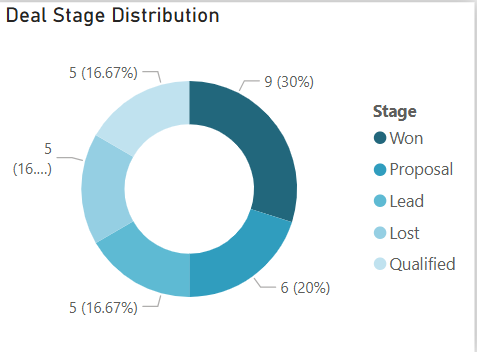 Deal Stage Distribution
5 (16.67%)
9 (30%)
5
(16....)
Stage
Won
Proposal
Lead
Lost
Qualified
6 (20%)
5 (16.67%)